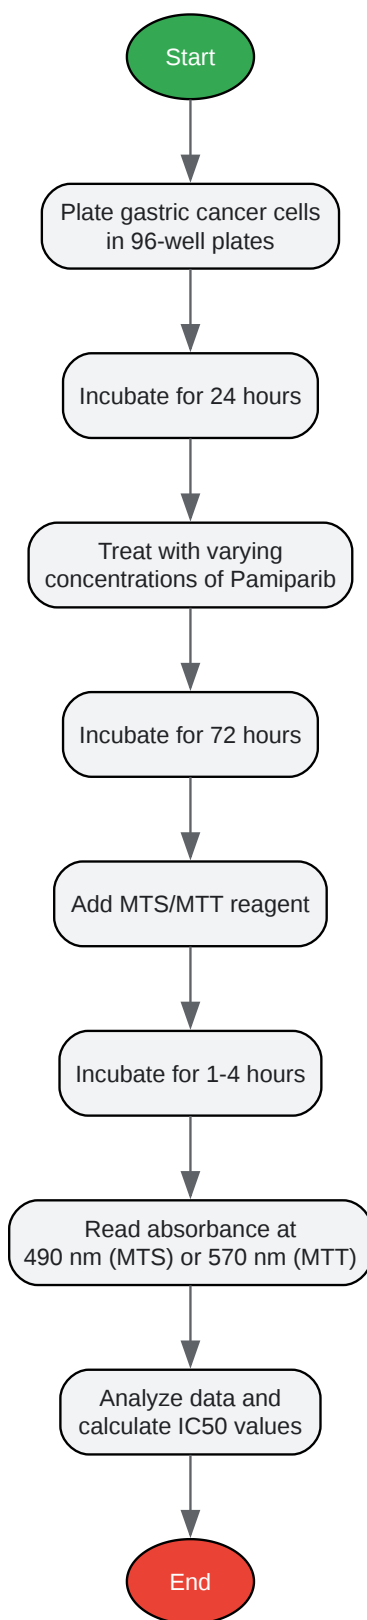 Start
Plate gastric cancer cells
in 96-well plates
Incubate for 24 hours
Treat with varying
concentrations of Pamiparib
Incubate for 72 hours
Add MTS/MTT reagent
Incubate for 1-4 hours
Read absorbance at
490 nm (MTS) or 570 nm (MTT)
Analyze data and
calculate IC50 values
End